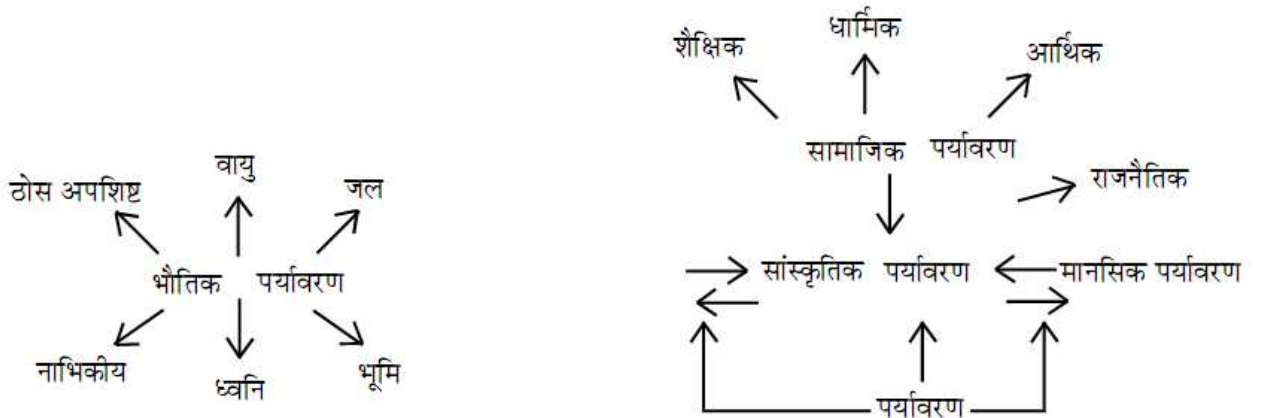 वायु
ठोस अपशिष्ट
जल
भौतिक पर्यावरण
नाभिकीय
ध्वनि
भूमि
धार्मिक
शैक्षिक
आर्थिक
सामाजिक पर्यावरण
राजनैतिक
सांस्कृतिक पर्यावरण
मानसिक पर्यावरण
पर्यावरण